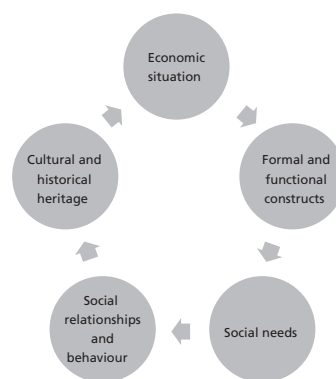 Economic
situation
Formal and
functional
constructs
Social needs
Social
relationships
and
behaviour
Cultural and
historical
heritage